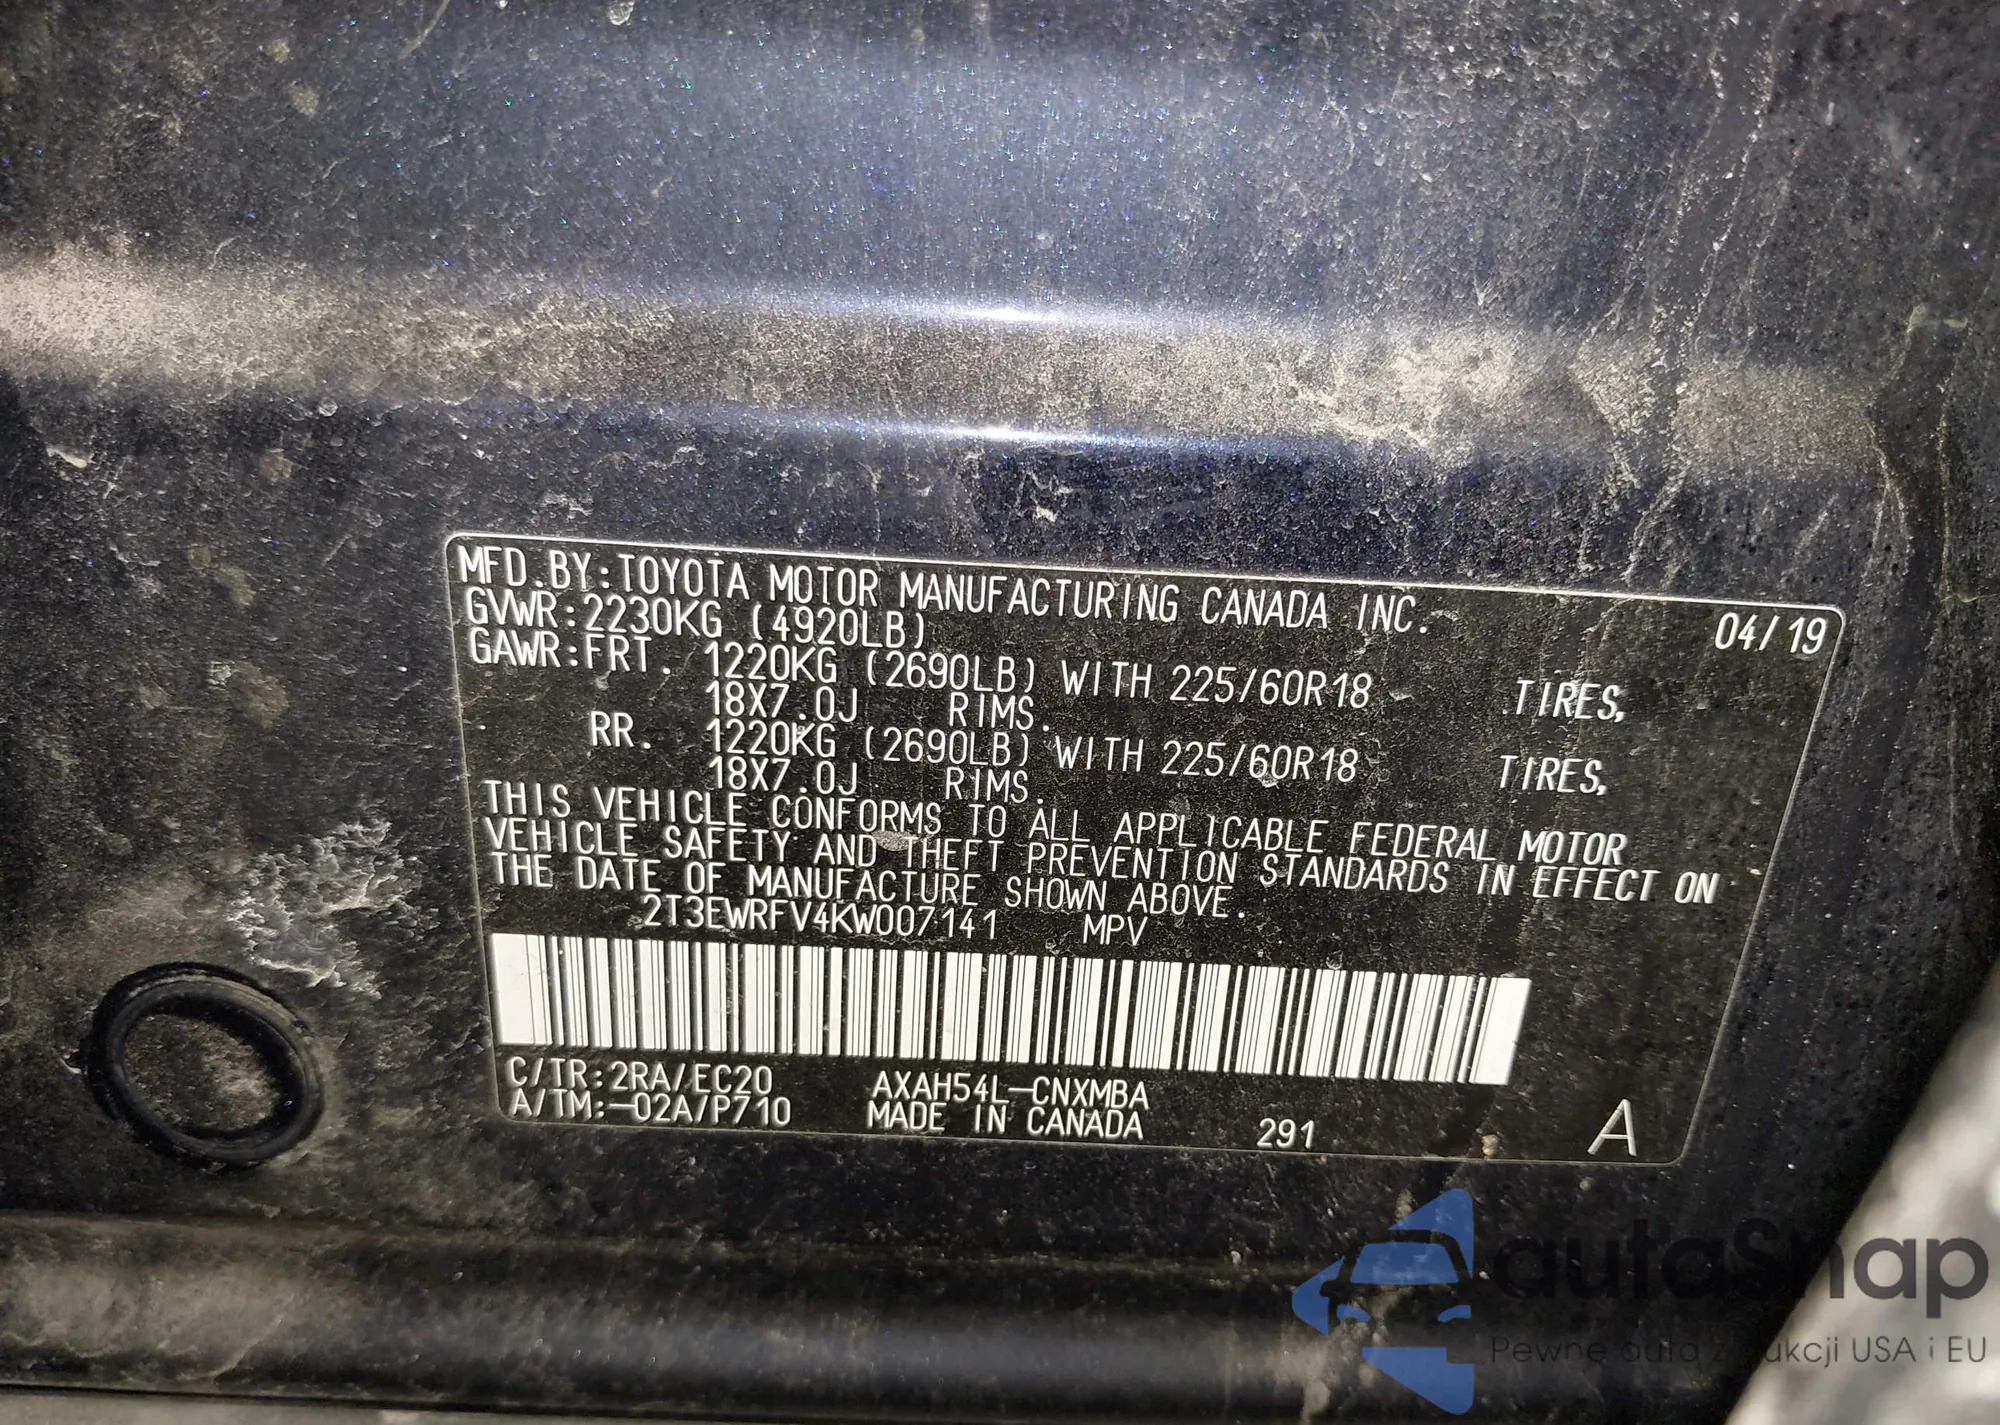 MFD.BY:TOYOTA MOTOR MANUFACTURING CANADA INC. 04/19
GVWR:2230KG (4920LB)
GAWR:FRT. 1220KG (2690LB) WITH 225/60R18 TIRES,
18X7.0J RIMS.
RR. 1220KG (2690LB) WITH 225/60R18 TIRES,
18X7.0J RIMS.
THIS VEHICLE CONFORMS TO ALL APPLICABLE FEDERAL MOTOR
VEHICLE SAFETY AND THEFT PREVENTION STANDARDS IN EFFECT ON
THE DATE OF MANUFACTURE SHOWN ABOVE.
2T3EWRFV4KW007141 MPV
C/TR:2RA/EC20 AXAH54L-CNXMBA
A/TM:-02A/P710 MADE IN CANADA 291 A
autoSnap
Pewne auta z aukcji USA i EU